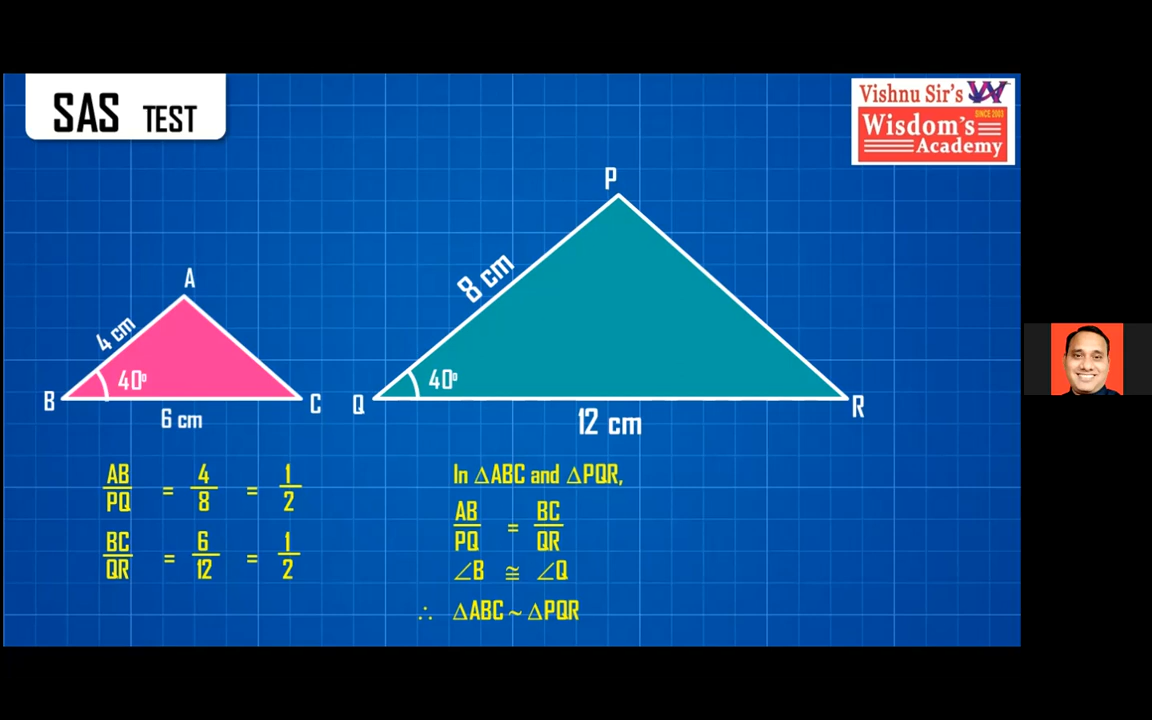 SAS TEST
Vishnu Sir's W
SINCE 2003
Wisdom's
Academy
P
8 cm
A
4 cm
40°
40°
B
C
Q
R
6 cm
12 cm
AB/PQ = 4/8 = 1/2
BC/QR = 6/12 = 1/2
In △ABC and △PQR,
AB/PQ = BC/QR
∠B ≅ ∠Q
∴ △ABC ~ △PQR